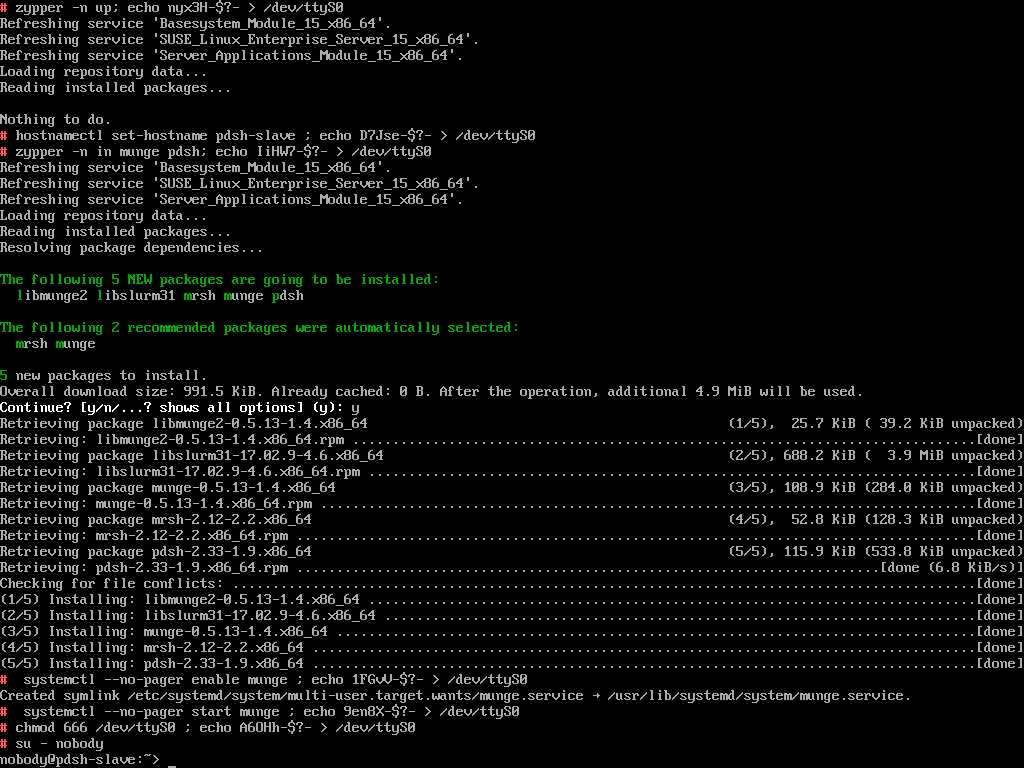 # zypper -n up; echo nyx3H-$?- > /dev/ttyS0
Refreshing service 'Basesystem_Module_15_x86_64'.
Refreshing service 'SUSE_Linux_Enterprise_Server_15_x86_64'.
Refreshing service 'Server_Applications_Module_15_x86_64'.
Loading repository data...
Reading installed packages...
Nothing to do.
# hostnamectl set-hostname pdsh-slave ; echo D7Jse-$?- > /dev/ttyS0
# zypper -n in munge pdsh; echo IiHW7-$?- > /dev/ttyS0
Refreshing service 'Basesystem_Module_15_x86_64'.
Refreshing service 'SUSE_Linux_Enterprise_Server_15_x86_64'.
Refreshing service 'Server_Applications_Module_15_x86_64'.
Loading repository data...
Reading installed packages...
Resolving package dependencies...
The following 5 NEW packages are going to be installed:
  libmunge2 libslurm31 mrsh munge pdsh
The following 2 recommended packages were automatically selected:
  mrsh munge
5 new packages to install.
Overall download size: 991.5 KiB. Already cached: 0 B. After the operation, additional 4.9 MiB will be used.
Continue? [y/n/...? shows all options] (y): y
Retrieving package libmunge2-0.5.13-1.4.x86_64 (1/5),  25.7 KiB ( 39.2 KiB unpacked)
Retrieving: libmunge2-0.5.13-1.4.x86_64.rpm ..............................................................................[done]
Retrieving package libslurm31-17.02.9-4.6.x86_64 (2/5), 688.2 KiB (  3.9 MiB unpacked)
Retrieving: libslurm31-17.02.9-4.6.x86_64.rpm ............................................................................[done]
Retrieving package munge-0.5.13-1.4.x86_64 (3/5), 108.9 KiB (284.0 KiB unpacked)
Retrieving: munge-0.5.13-1.4.x86_64.rpm ..................................................................................[done]
Retrieving package mrsh-2.12-2.2.x86_64 (4/5),  52.8 KiB (128.3 KiB unpacked)
Retrieving: mrsh-2.12-2.2.x86_64.rpm .....................................................................................[done]
Retrieving package pdsh-2.33-1.9.x86_64 (5/5), 115.9 KiB (533.8 KiB unpacked)
Retrieving: pdsh-2.33-1.9.x86_64.rpm .........................................................................[done (6.8 KiB/s)]
Checking for file conflicts: .............................................................................................[done]
(1/5) Installing: libmunge2-0.5.13-1.4.x86_64 ............................................................................[done]
(2/5) Installing: libslurm31-17.02.9-4.6.x86_64 ..........................................................................[done]
(3/5) Installing: munge-0.5.13-1.4.x86_64 ................................................................................[done]
(4/5) Installing: mrsh-2.12-2.2.x86_64 ...................................................................................[done]
(5/5) Installing: pdsh-2.33-1.9.x86_64 ...................................................................................[done]
#  systemctl --no-pager enable munge ; echo 1FGvV-$?- > /dev/ttyS0
Created symlink /etc/systemd/system/multi-user.target.wants/munge.service → /usr/lib/systemd/system/munge.service.
#  systemctl --no-pager start munge ; echo 9en8X-$?- > /dev/ttyS0
# chmod 666 /dev/ttyS0 ; echo A6OHh-$?- > /dev/ttyS0
# su - nobody
nobody@pdsh-slave:~> _